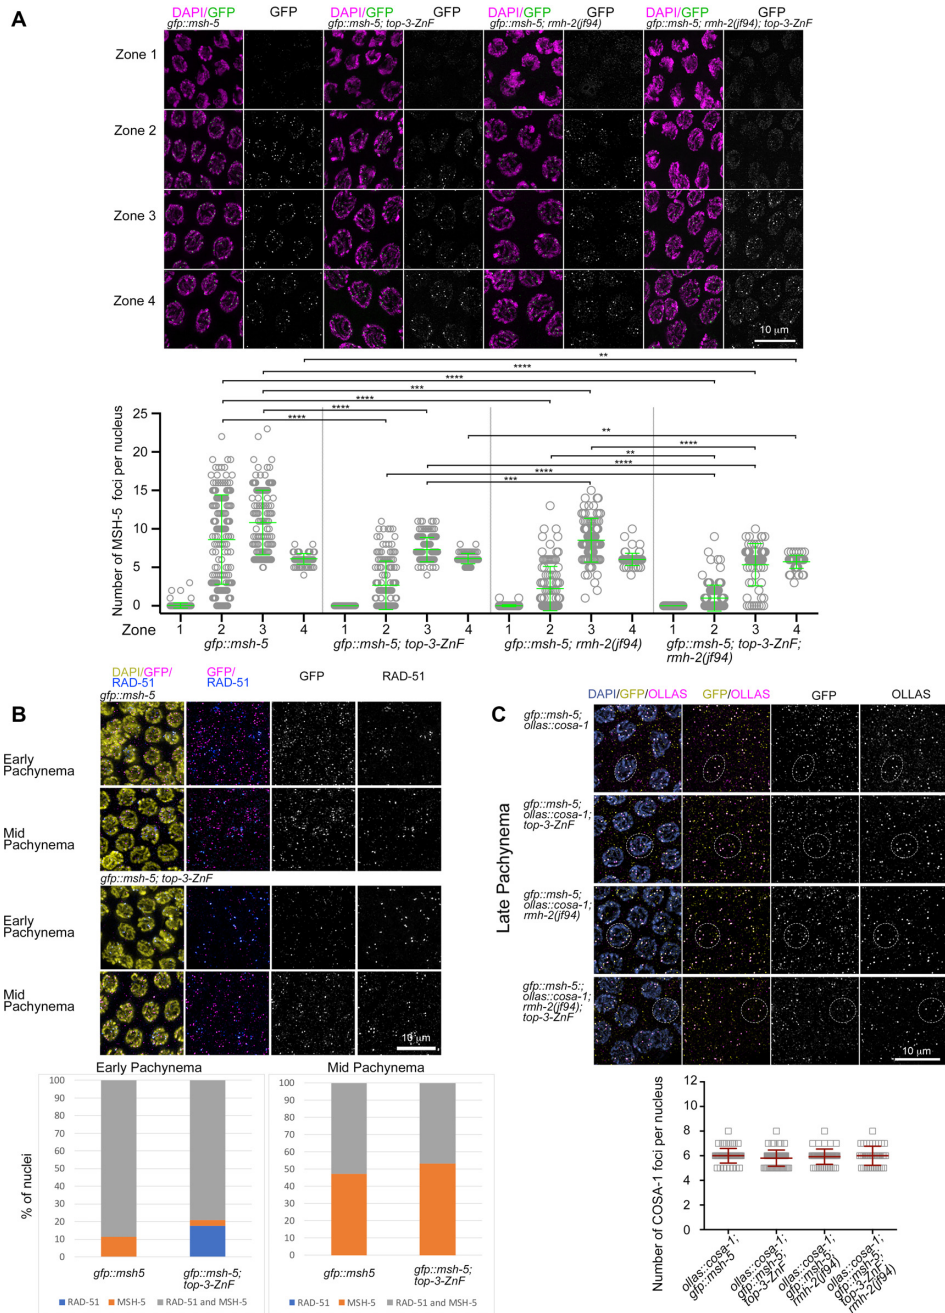 A
DAPI/GFP GFP DAPI/GFP GFP DAPI/GFP GFP DAPI/GFP GFP
gfp::msh-5 gfp::msh-5; top-3-ZnF gfp::msh-5; rmh-2(jf94) gfp::msh-5; rmh-2(jf94); top-3-ZnF
Zone 1
Zone 2
Zone 3
Zone 4
10 µm
**
****
****
***
****
****
****
**
****
**
****
****
***
Number of MSH-5 foci per nucleus
25
20
15
10
5
0
Zone 1 2 3 4 1 2 3 4 1 2 3 4 1 2 3 4
gfp::msh-5 gfp::msh-5; top-3-ZnF gfp::msh-5; rmh-2(jf94) gfp::msh-5; top-3-ZnF;
rmh-2(jf94)
B
DAPI/GFP/ GFP/ GFP RAD-51
RAD-51 RAD-51
gfp::msh-5
Early
Pachynema
Mid
Pachynema
gfp::msh-5; top-3-ZnF
Early
Pachynema
Mid
Pachynema
10 µm
Early Pachynema
% of nuclei
100
90
80
70
60
50
40
30
20
10
0
gfp::msh5 gfp::msh-5;
top-3-ZnF
RAD-51 MSH-5 RAD-51 and MSH-5
Mid Pachynema
100
90
80
70
60
50
40
30
20
10
0
gfp::msh5 gfp::msh-5;
top-3-ZnF
RAD-51 MSH-5 RAD-51 and MSH-5
C
DAPI/GFP/OLLAS GFP/OLLAS GFP OLLAS
Late Pachynema
gfp::msh-5;
ollas::cosa-1
gfp::msh-5;
ollas::cosa-1;
top-3-ZnF
gfp::msh-5;
ollas::cosa-1;
rmh-2(jf94)
gfp::msh-5;;
ollas::cosa-1;
rmh-2(jf94);
top-3-ZnF
10 µm
Number of COSA-1 foci per nucleus
12
10
8
6
4
2
0
ollas::cosa-1;
gfp::msh-5
ollas::cosa-1;
gfp::msh-5;
top-3-ZnF
ollas::cosa-1;
gfp::msh-5;
rmh-2(jf94)
ollas::cosa-1;
gfp::msh-5;
top-3-ZnF;
rmh-2(jf94)